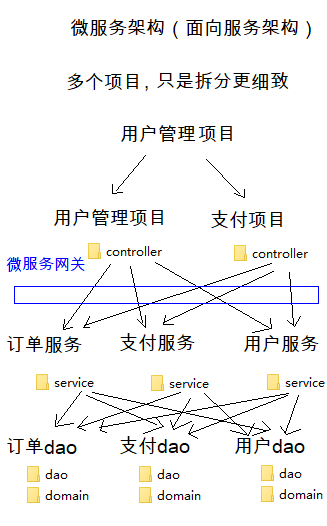 微服务架构（面向服务架构）
多个项目，只是拆分更细致
用户管理项目
用户管理项目 支付项目
controller controller
微服务网关
订单服务 支付服务 用户服务
service service service
订单dao 支付dao 用户dao
dao dao dao
domain domain domain